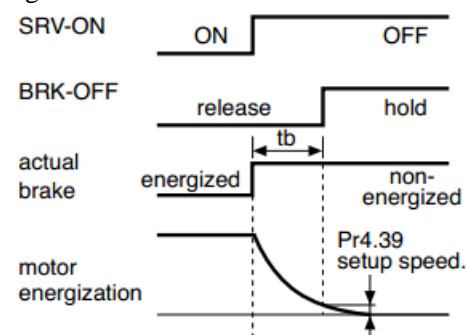 SRV-ON
ON
OFF
BRK-OFF
release
hold
tb
actual
brake
energized
non-
energized
Pr4.39
setup speed.
motor
energization